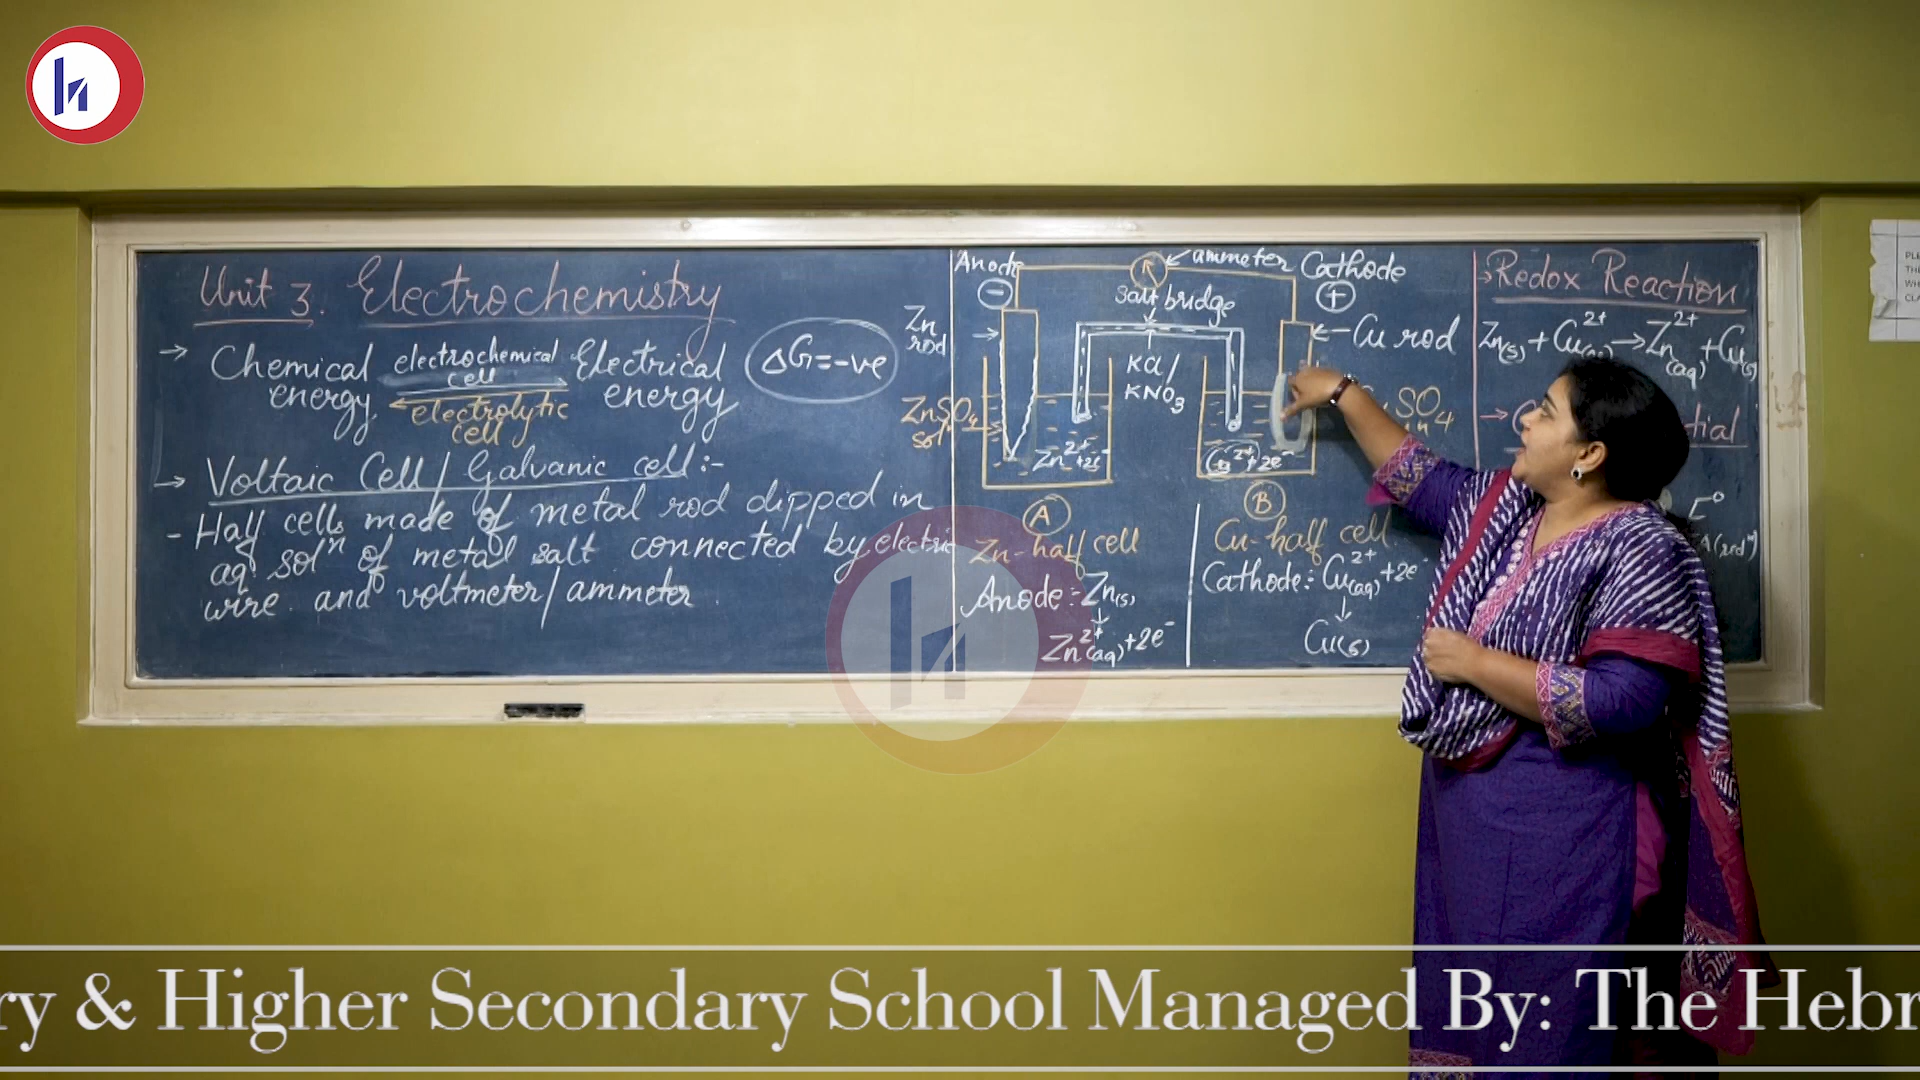 Unit 3. Electrochemistry
→ Chemical energy electrochemical cell Electrical energy
electrolytic cell
ΔG = -ve
→ Voltaic Cell / Galvanic cell :-
- Half cells made of metal rod dipped in
aq. solⁿ of metal salt connected by electric
wire and voltmeter / ammeter.
Anode
-
ammeter
Cathode
+
salt bridge
Zn rod
Cu rod
KCl / KNO₃
ZnSO₄ solⁿ
SO₄
Zn²⁺+2e⁻
Cu²⁺+2e⁻
A
B
Zn-half cell
Cu-half cell
Anode :- Zn(s)
↓
Zn²⁺(aq) + 2e⁻
Cathode :- Cu²⁺(aq) + 2e⁻
↓
Cu(s)
→ Redox Reaction
Zn(s) + Cu²⁺(aq) → Zn²⁺(aq) + Cu(s)
→
E°
ry & Higher Secondary School Managed By: The Hebr